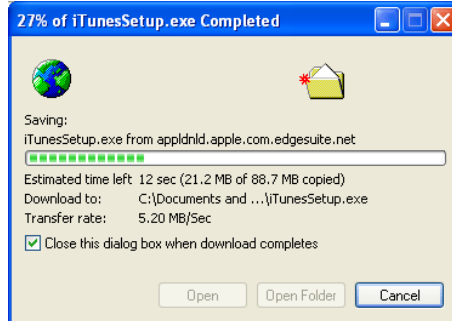 27% of iTunesSetup.exe Completed
Saving:
iTunesSetup.exe from appldnld.apple.com.edgesuite.net
Estimated time left 12 sec (21.2 MB of 88.7 MB copied)
Download to: C:\Documents and ...\iTunesSetup.exe
Transfer rate: 5.20 MB/Sec
Close this dialog box when download completes
Open Open Folder Cancel